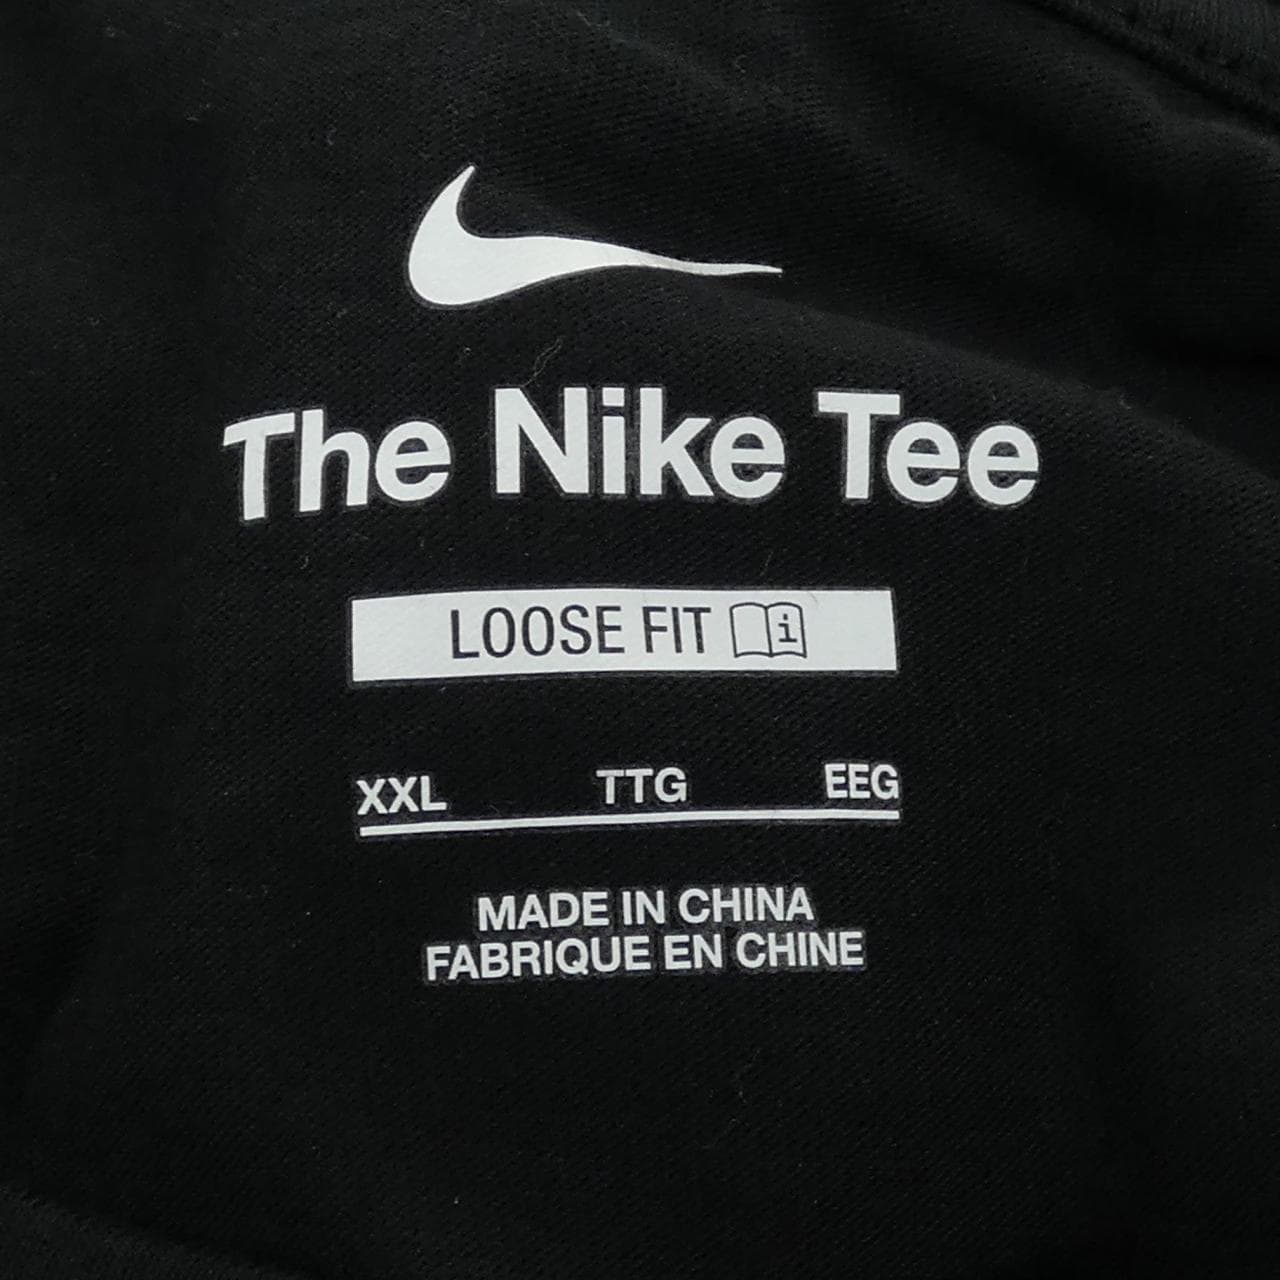 The Nike Tee
LOOSE FIT i
XXL TTG EEG
MADE IN CHINA
FABRIQUE EN CHINE